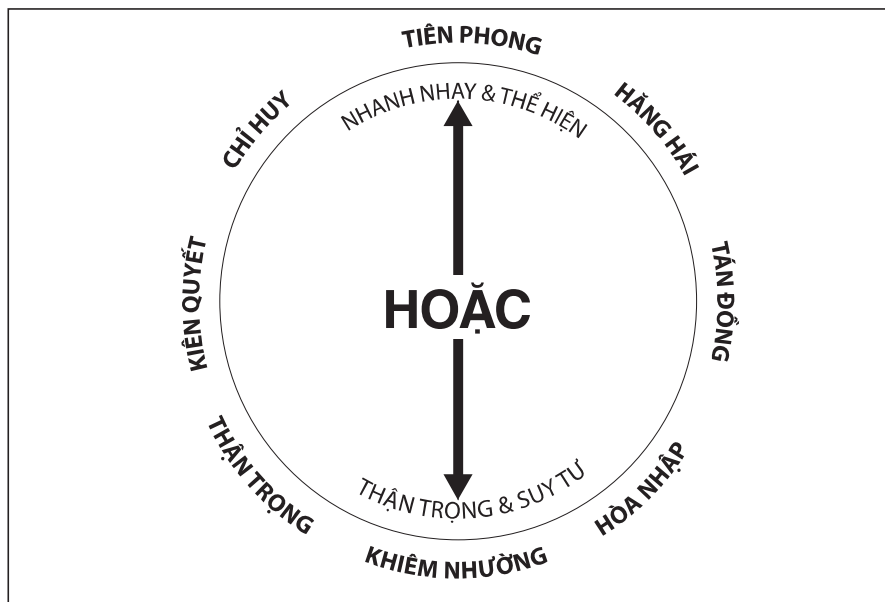 TIÊN PHONG
NHANH NHAY & THỂ HIỆN
CHỈ HUY
HĂNG HÁI
KIÊN QUYẾT
TÁN ĐỒNG
HOẶC
THẬN TRỌNG
HÒA NHẬP
THẬN TRỌNG & SUY TƯ
KHIÊM NHƯỜNG